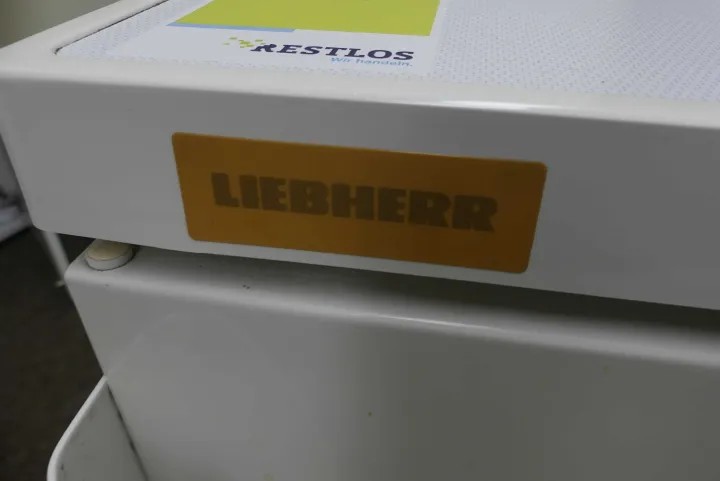 RESTLOS
Wir handeln.
LIEBHERR